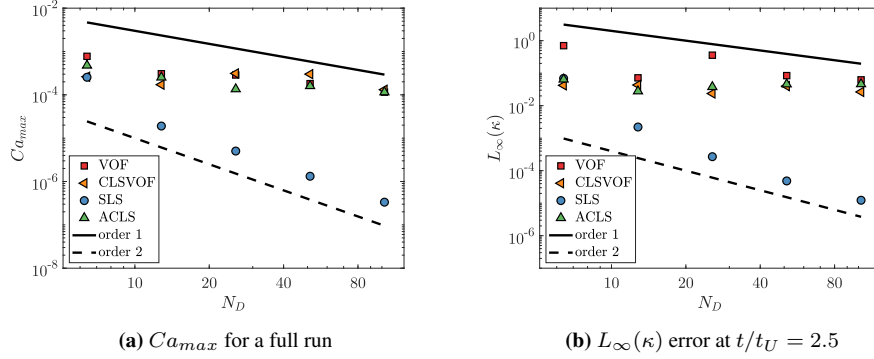 (a)
10^-2
10^-4
10^-6
10^-8
Ca_max
VOF
CLSVOF
SLS
ACLS
order 1
order 2
10 20 40 80
N_D
(a) Ca_max for a full run
(b)
10^0
10^-2
10^-4
10^-6
L_∞(κ)
VOF
CLSVOF
SLS
ACLS
order 1
order 2
10 20 40 80
N_D
(b) L_∞(κ) error at t/t_U = 2.5